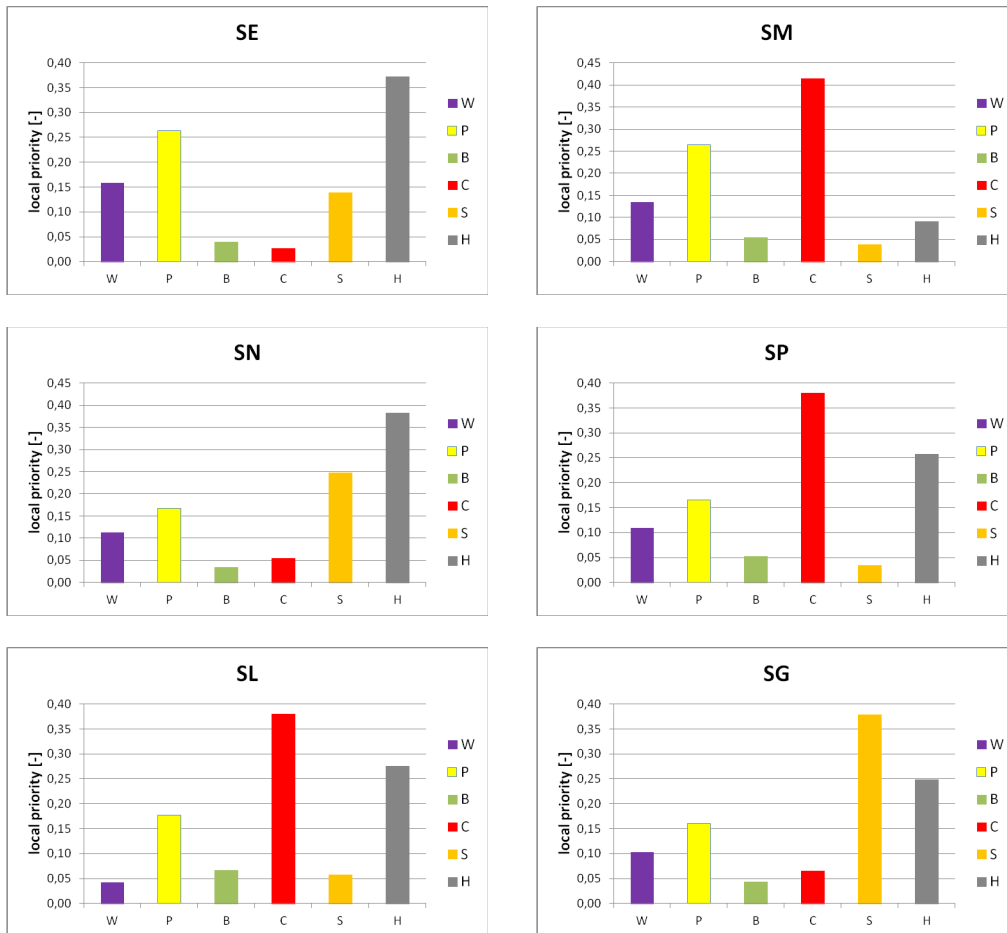 SE
local priority [-]
0,40
0,35
0,30
0,25
0,20
0,15
0,10
0,05
0,00
W P B C S H
W
P
B
C
S
H
SM
local priority [-]
0,45
0,40
0,35
0,30
0,25
0,20
0,15
0,10
0,05
0,00
W P B C S H
W
P
B
C
S
H
SN
local priority [-]
0,45
0,40
0,35
0,30
0,25
0,20
0,15
0,10
0,05
0,00
W P B C S H
W
P
B
C
S
H
SP
local priority [-]
0,40
0,35
0,30
0,25
0,20
0,15
0,10
0,05
0,00
W P B C S H
W
P
B
C
S
H
SL
local priority [-]
0,40
0,35
0,30
0,25
0,20
0,15
0,10
0,05
0,00
W P B C S H
W
P
B
C
S
H
SG
local priority [-]
0,40
0,35
0,30
0,25
0,20
0,15
0,10
0,05
0,00
W P B C S H
W
P
B
C
S
H